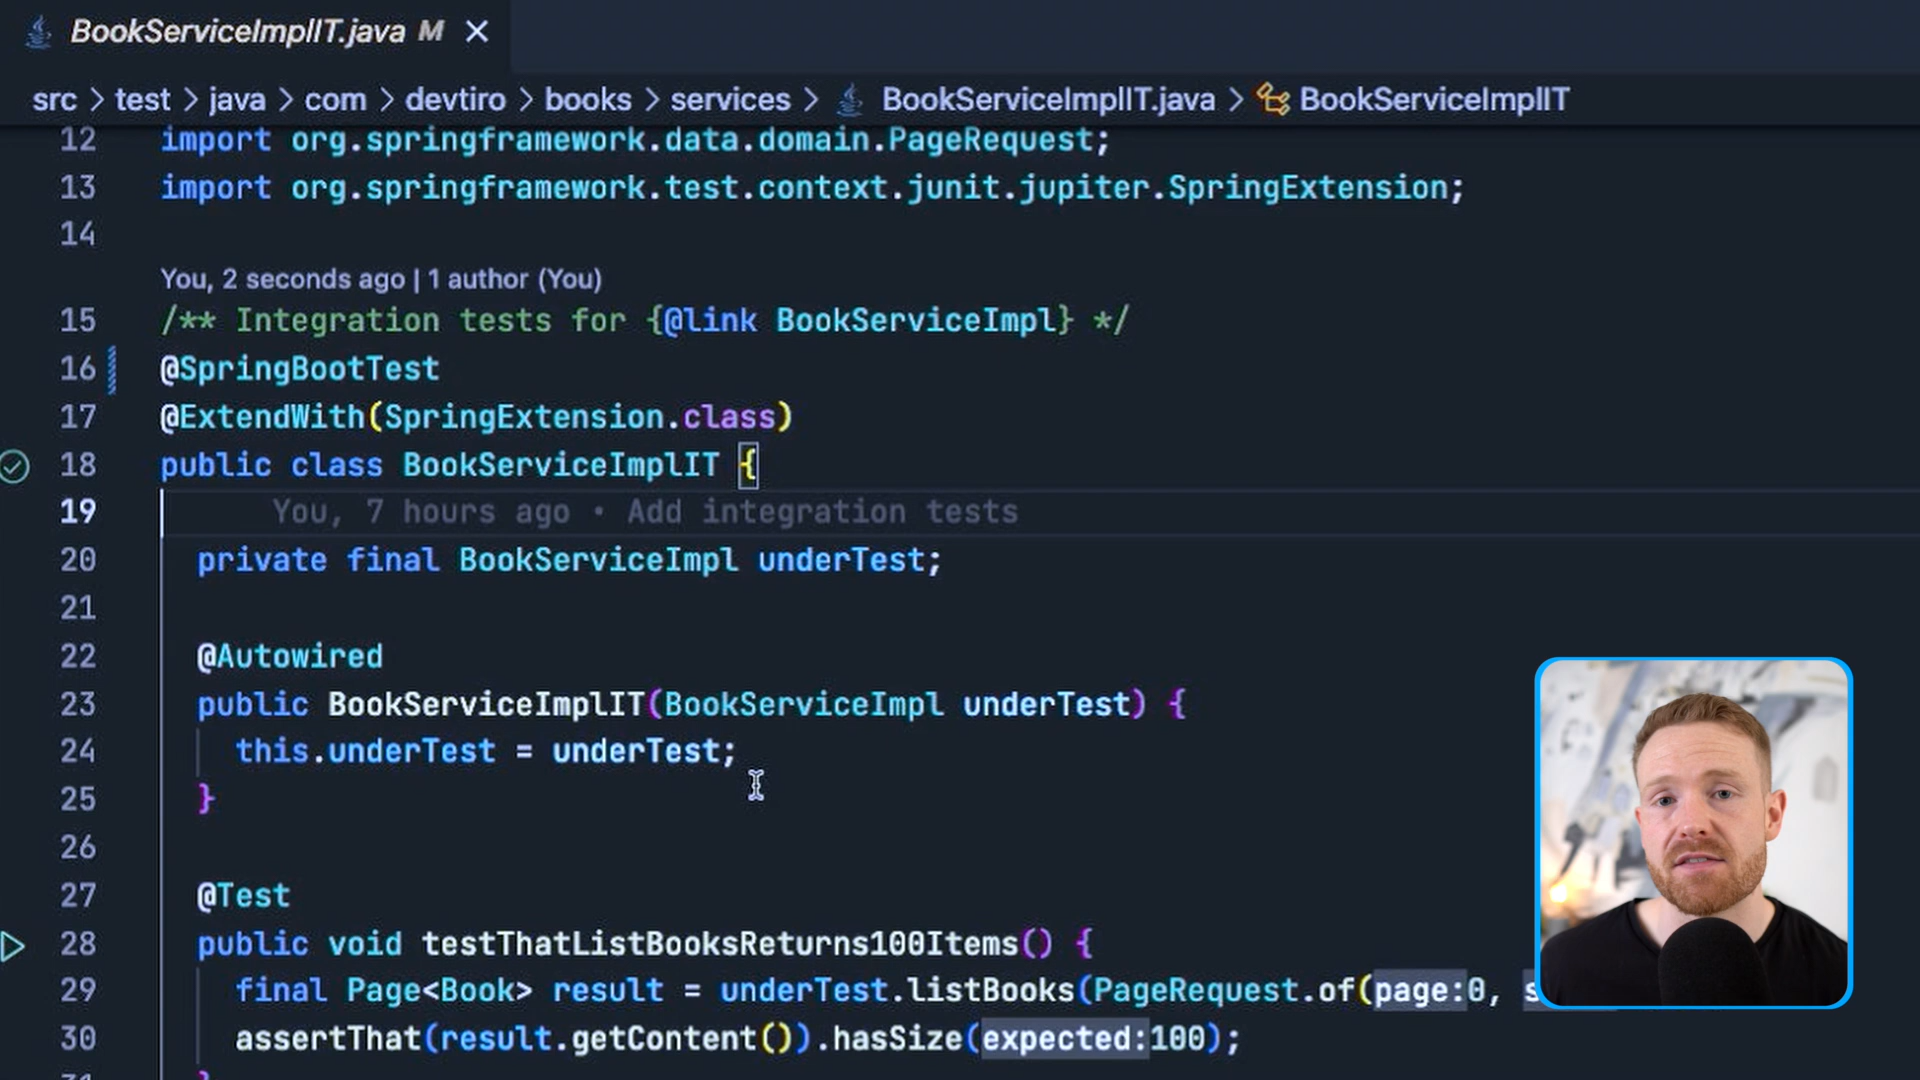 BookServiceImplIT.java M
src > test > java > com > devtiro > books > services > BookServiceImplIT.java > BookServiceImplIT
12 import org.springframework.data.domain.PageRequest;
13 import org.springframework.test.context.junit.jupiter.SpringExtension;
14
You, 2 seconds ago | 1 author (You)
15 /** Integration tests for {@link BookServiceImpl} */
16 @SpringBootTest
17 @ExtendWith(SpringExtension.class)
18 public class BookServiceImplIT {
19 You, 7 hours ago • Add integration tests
20 private final BookServiceImpl underTest;
21
22 @Autowired
23 public BookServiceImplIT(BookServiceImpl underTest) {
24 this.underTest = underTest;
25 }
26
27 @Test
28 public void testThatListBooksReturns100Items() {
29 final Page<Book> result = underTest.listBooks(PageRequest.of(page:0,
30 assertThat(result.getContent()).hasSize(expected:100);